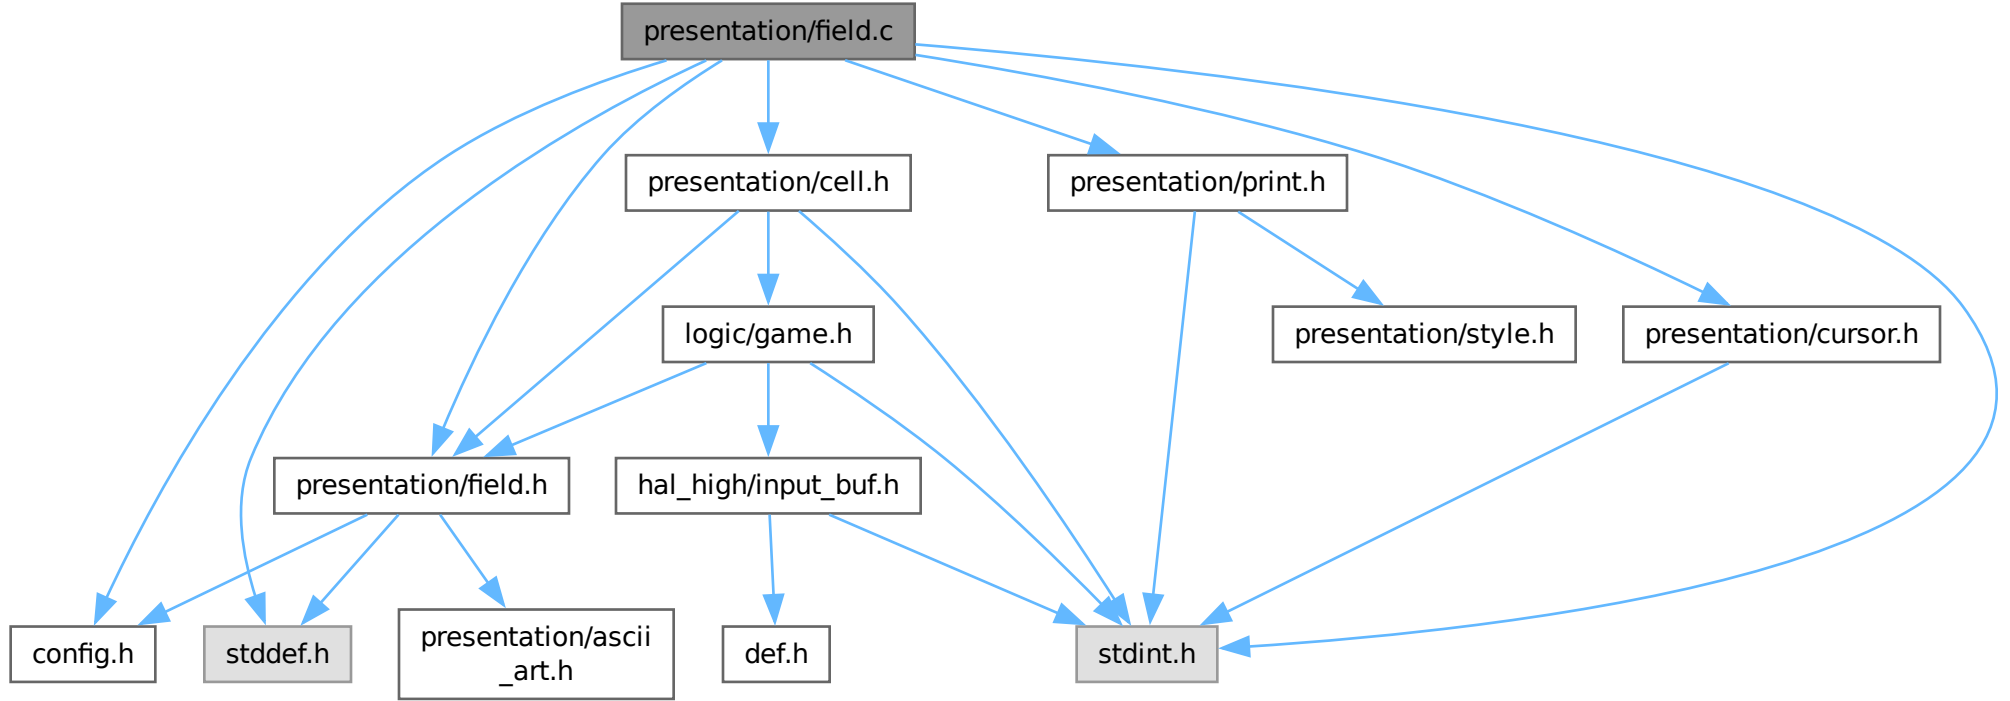 presentation/field.c
presentation/cell.h
presentation/print.h
logic/game.h
presentation/style.h
presentation/cursor.h
presentation/field.h
hal_high/input_buf.h
config.h
stddef.h
presentation/ascii
_art.h
def.h
stdint.h